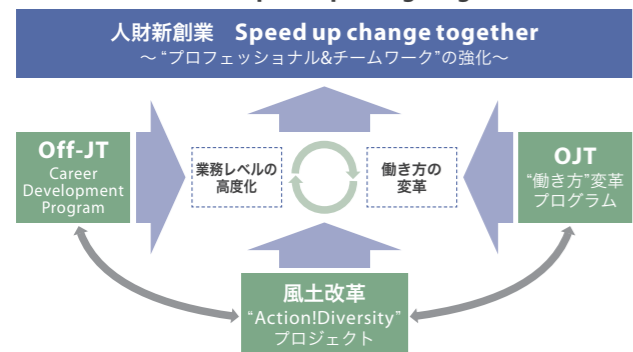 人財新創業 Speed up change together
～“プロフェッショナル&チームワーク”の強化～
Off-JT
Career
Development
Program
業務レベルの
高度化
働き方の
変革
OJT
“働き方”変革
プログラム
風土改革
“Action!Diversity”
プロジェクト